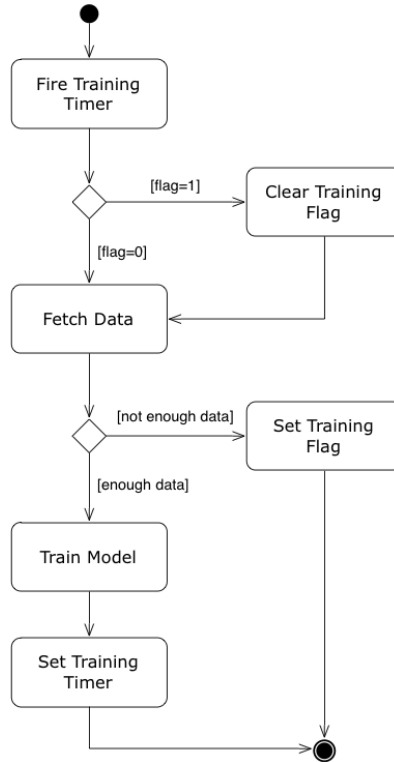 Fire Training
Timer
[flag=1]
Clear Training
Flag
[flag=0]
Fetch Data
[not enough data]
Set Training
Flag
[enough data]
Train Model
Set Training
Timer